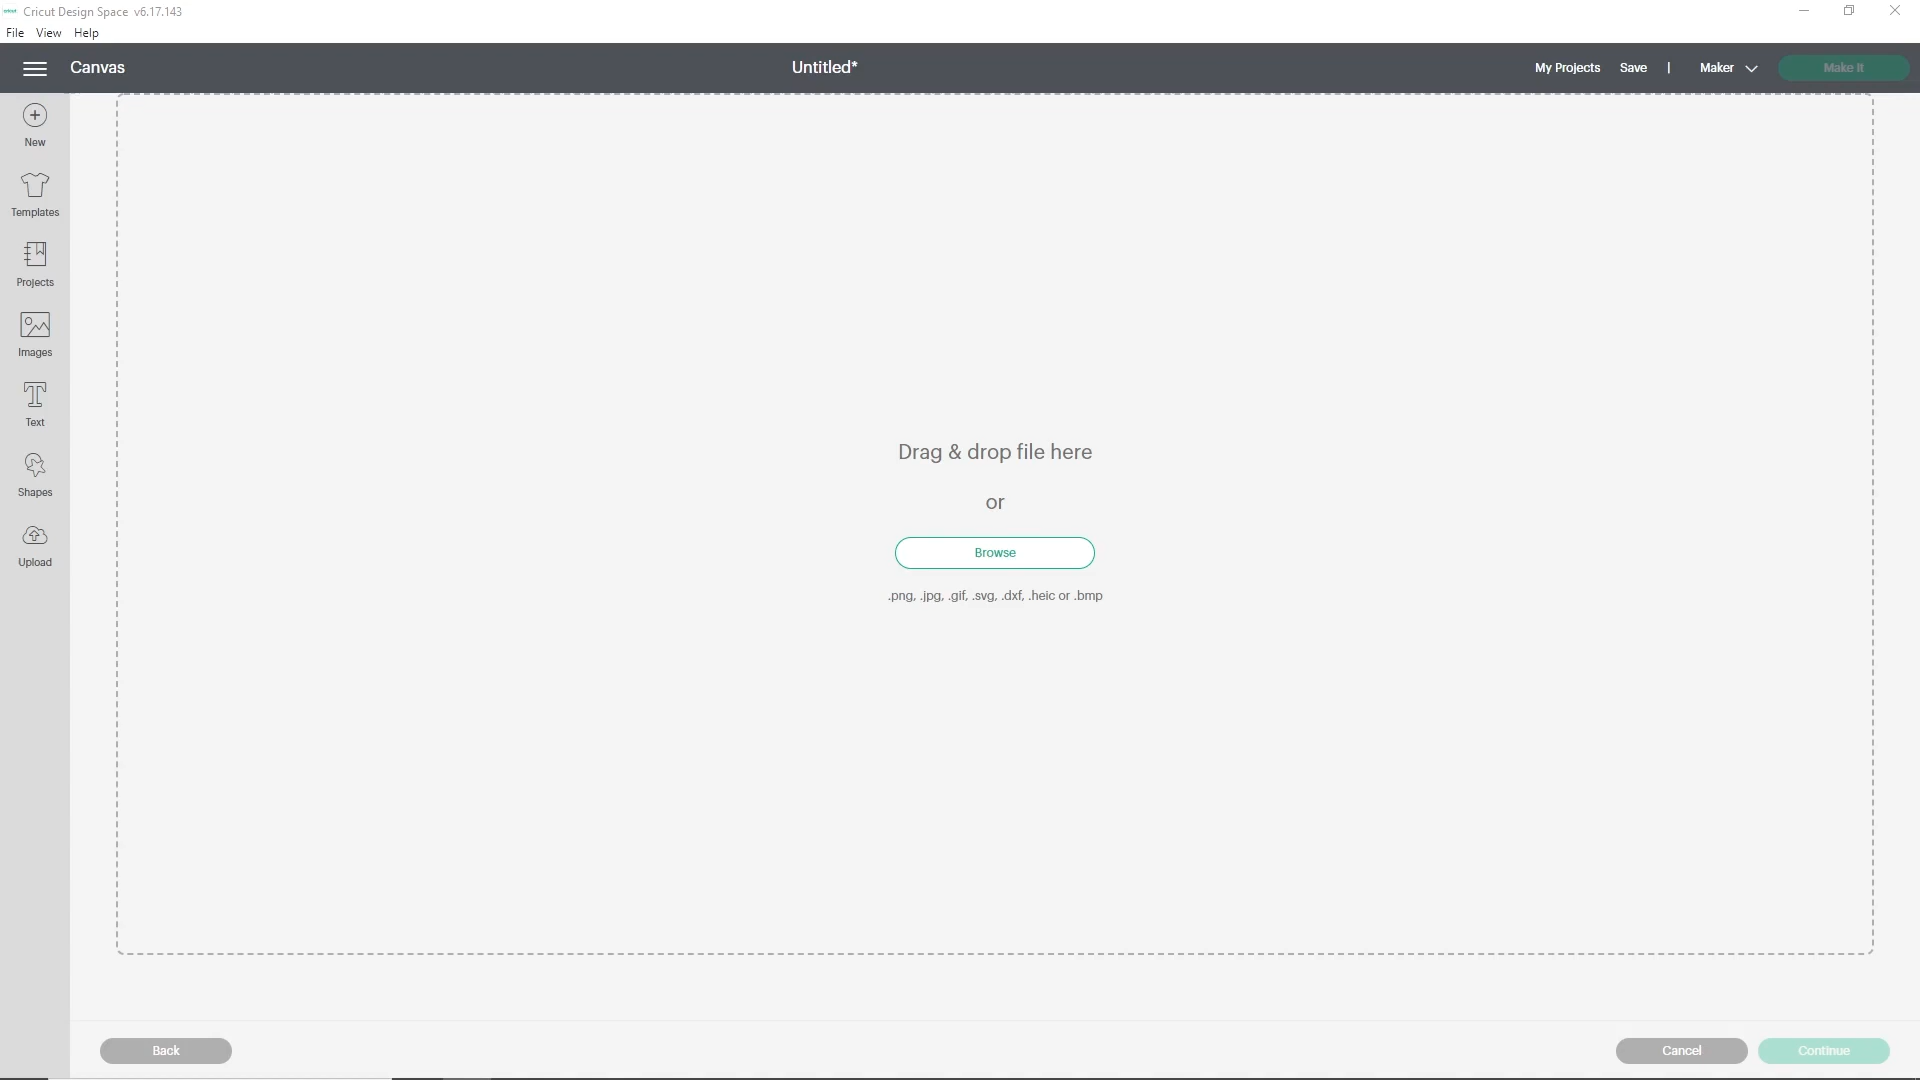 Cricut Design Space v6.17.143
File View Help
Canvas Untitled* My Projects Save | Maker Make It
New
Templates
Projects
Images
Text
Shapes
Upload
Drag & drop file here
or
Browse
.png, .jpg, .gif, .svg, .dxf, .heic or .bmp
Back Cancel Continue